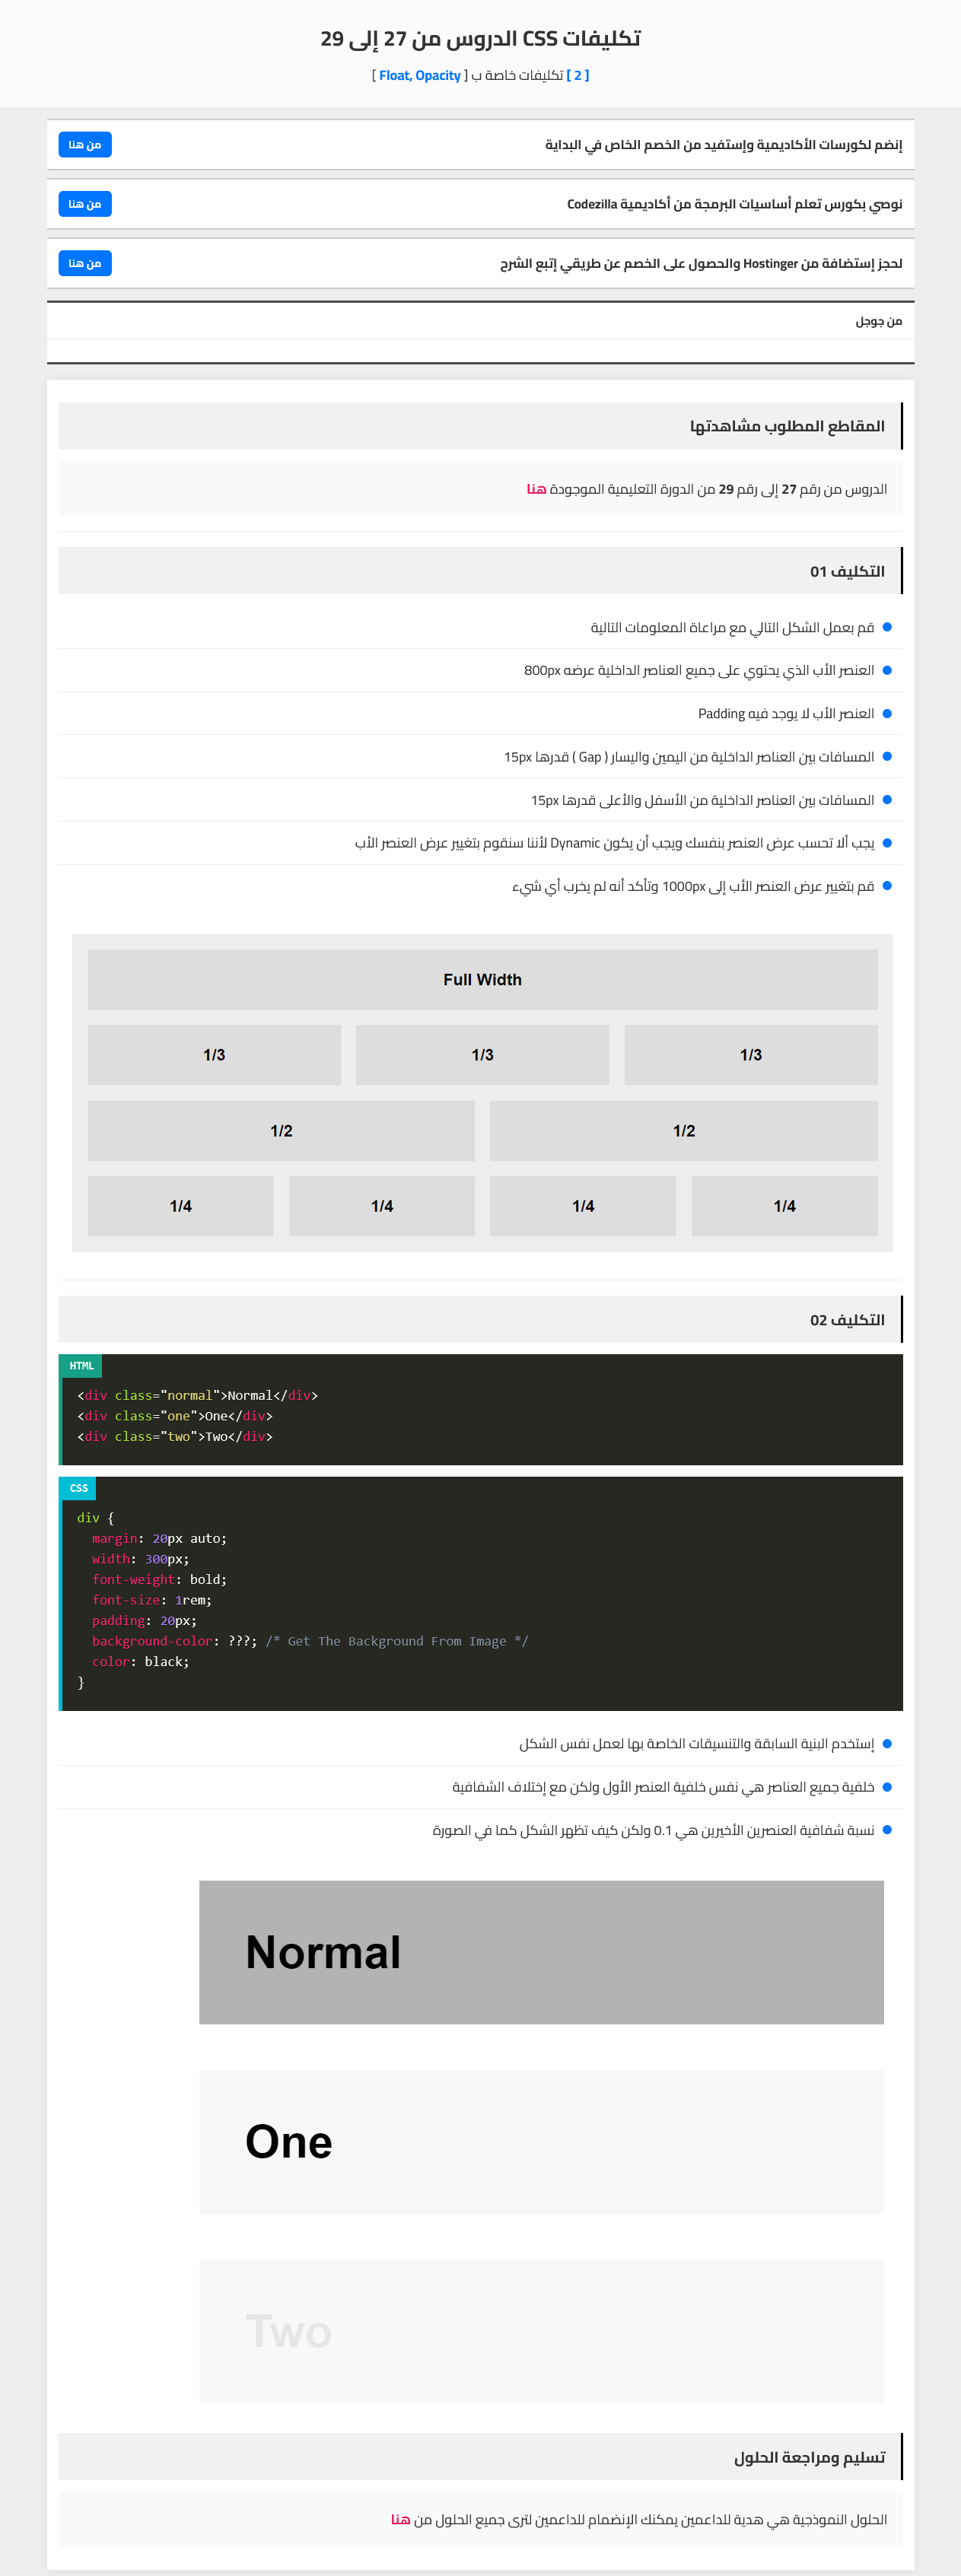 تكليفات CSS الدروس من 27 إلى 29
[ 2 ] تكليفات خاصة ب [ Float, Opacity ]
إنضم لكورسات الأكاديمية وإستفيد من الخصم الخاص في البداية
من هنا
نوصي بكورس تعلم أساسيات البرمجة من أكاديمية Codezilla
من هنا
لحجز إستضافة من Hostinger والحصول على الخصم عن طريقي إتبع الشرح
من هنا
من جوجل
المقاطع المطلوب مشاهدتها
الدروس من رقم 27 إلى رقم 29 من الدورة التعليمية الموجودة هنا
التكليف 01
قم بعمل الشكل التالي مع مراعاة المعلومات التالية
العنصر الأب الذي يحتوي على جميع العناصر الداخلية عرضه 800px
العنصر الأب لا يوجد فيه Padding
المسافات بين العناصر الداخلية من اليمين واليسار ( Gap ) قدرها 15px
المسافات بين العناصر الداخلية من الأسفل والأعلى قدرها 15px
يجب ألا تحسب عرض العنصر بنفسك ويجب أن يكون Dynamic لأننا سنقوم بتغيير عرض العنصر الأب
قم بتغيير عرض العنصر الأب إلى 1000px وتأكد أنه لم يخرب أي شيء
Full Width
1/3 1/3 1/3
1/2 1/2
1/4 1/4 1/4 1/4
التكليف 02
HTML
<div class="normal">Normal</div>
<div class="one">One</div>
<div class="two">Two</div>
CSS
div {
  margin: 20px auto;
  width: 300px;
  font-weight: bold;
  font-size: 1rem;
  padding: 20px;
  background-color: ???; /* Get The Background From Image */
  color: black;
}
إستخدم البنية السابقة والتنسيقات الخاصة بها لعمل نفس الشكل
خلفية جميع العناصر هي نفس خلفية العنصر الأول ولكن مع إختلاف الشفافية
نسبة شفافية العنصرين الأخيرين هي 0.1 ولكن كيف تظهر الشكل كما في الصورة
Normal
One
Two
تسليم ومراجعة الحلول
الحلول النموذجية هي هدية للداعمين يمكنك الإنضمام للداعمين لترى جميع الحلول من هنا